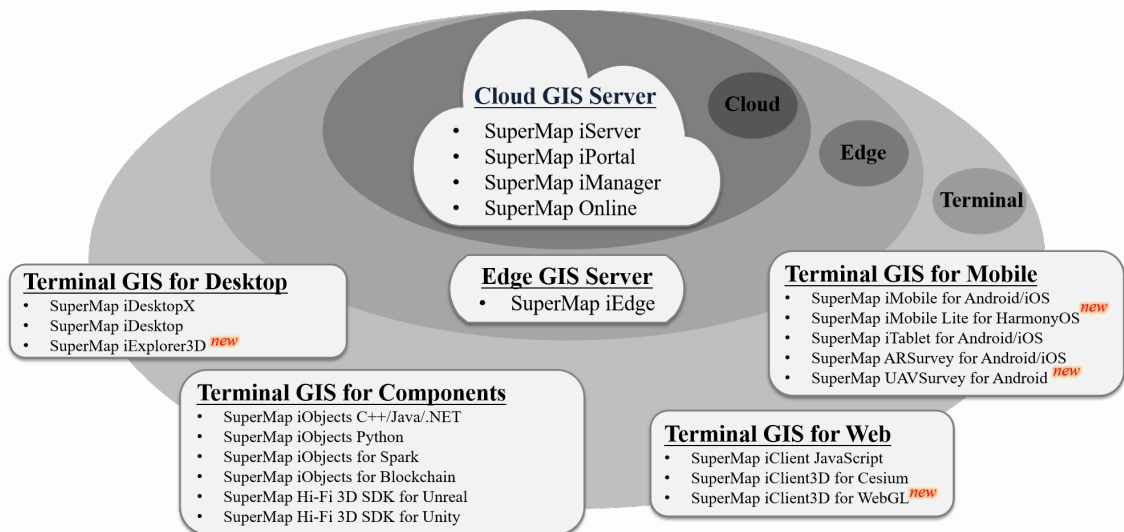 Cloud GIS Server
• SuperMap iServer
• SuperMap iPortal
• SuperMap iManager
• SuperMap Online
Cloud
Edge
Terminal
Edge GIS Server
• SuperMap iEdge
Terminal GIS for Desktop
• SuperMap iDesktopX
• SuperMap iDesktop
• SuperMap iExplorer3D new
Terminal GIS for Mobile
• SuperMap iMobile for Android/iOS
• SuperMap iMobile Lite for HarmonyOS new
• SuperMap iTablet for Android/iOS
• SuperMap ARSurvey for Android/iOS
• SuperMap UAVSurvey for Android new
Terminal GIS for Components
• SuperMap iObjects C++/Java/.NET
• SuperMap iObjects Python
• SuperMap iObjects for Spark
• SuperMap iObjects for Blockchain
• SuperMap Hi-Fi 3D SDK for Unreal
• SuperMap Hi-Fi 3D SDK for Unity
Terminal GIS for Web
• SuperMap iClient JavaScript
• SuperMap iClient3D for Cesium
• SuperMap iClient3D for WebGL new